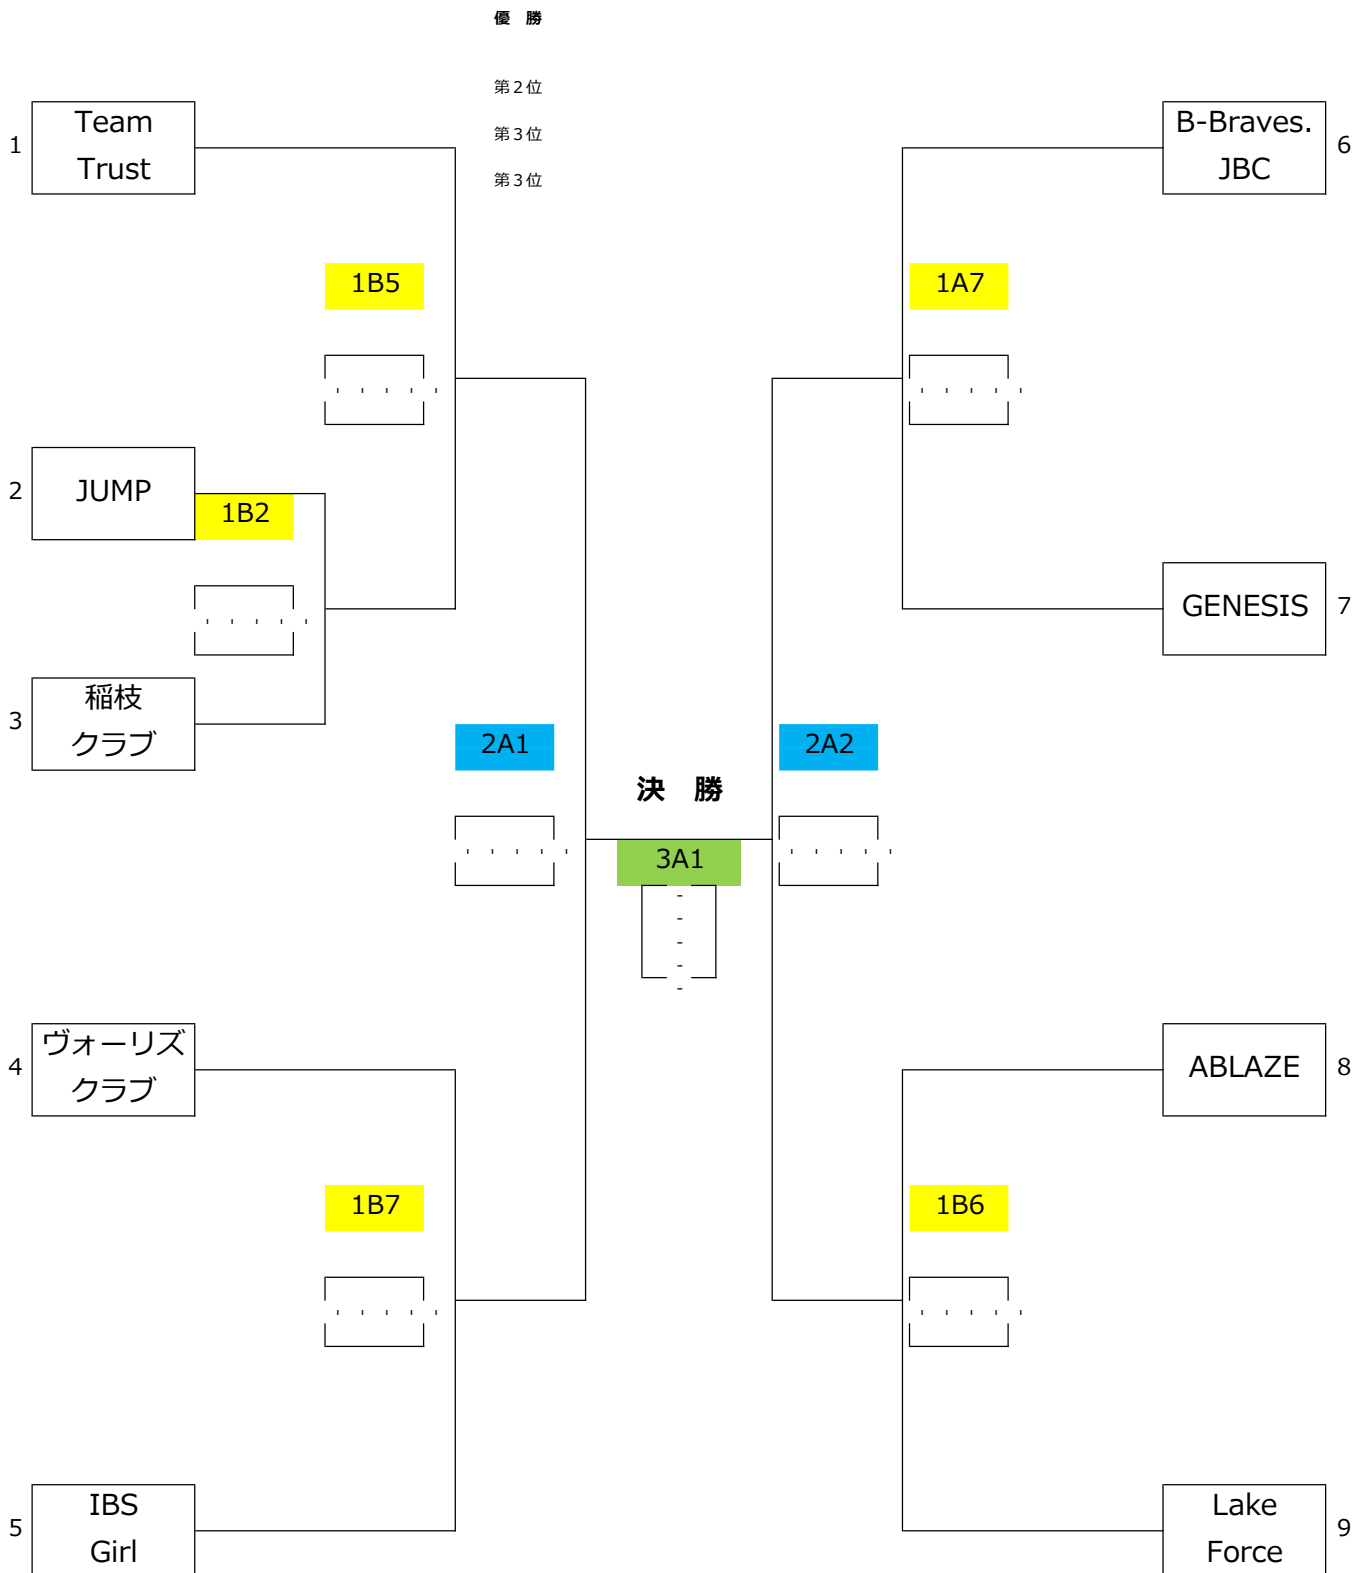 優 勝
第2位
第3位
第3位
1
Team
Trust
B-Braves.
JBC
6
1B5
1A7
2
JUMP
1B2
GENESIS
7
3
稲枝
クラブ
2A1
2A2
決 勝
3A1
-
-
-
-
-
4
ヴォーリズ
クラブ
ABLAZE
8
1B7
1B6
5
IBS
Girl
Lake
Force
9